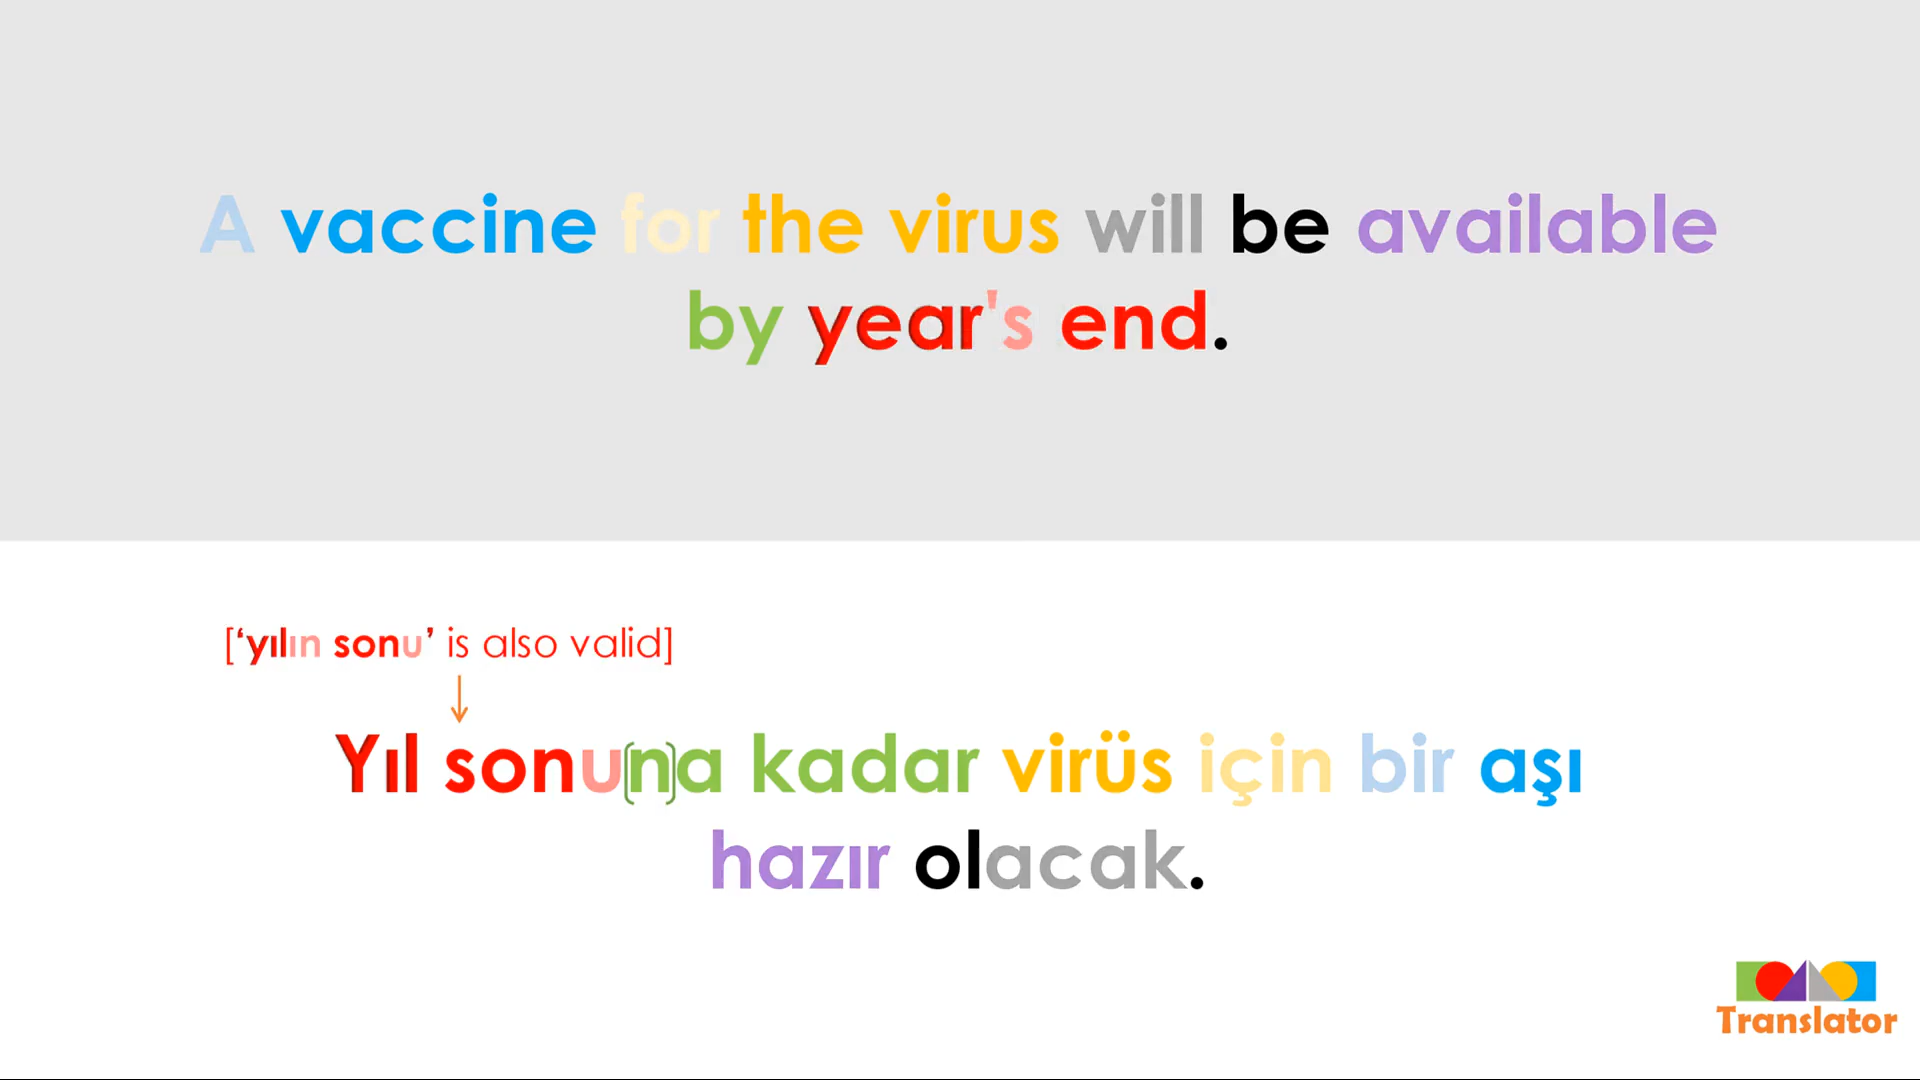 A vaccine for the virus will be available
by year's end.
[‘yılın sonu’ is also valid]
Yıl sonu(n)a kadar virüs için bir aşı
hazır olacak.
Translator